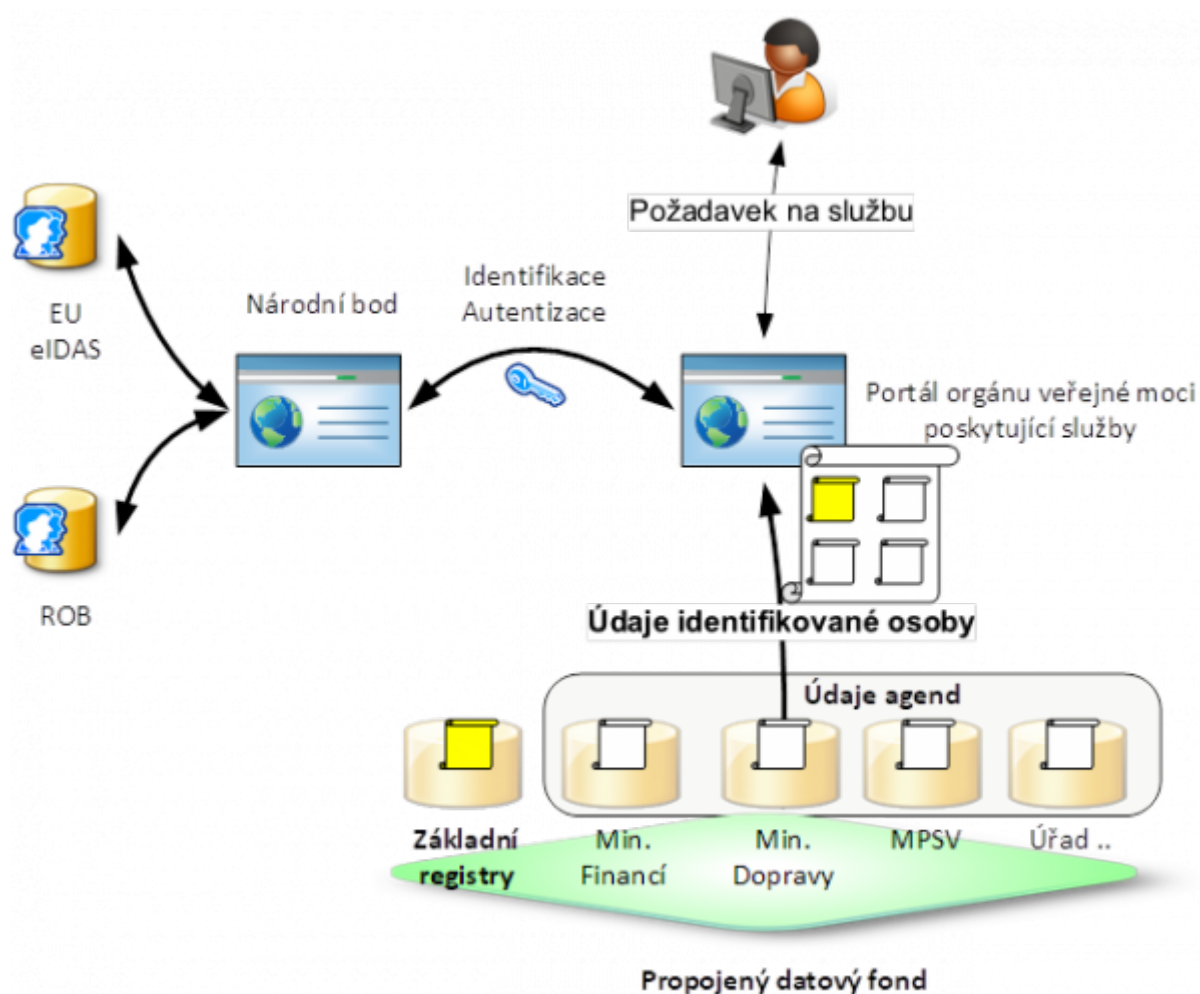 Požadavek na službu
EU
eIDAS
Národní bod
Identifikace
Autentizace
Portál orgánu veřejné moci
poskytující služby
ROB
Údaje identifikované osoby
Údaje agend
Základní
registry
Min.
Financí
Min.
Dopravy
MPSV
Úřad ..
Propojený datový fond